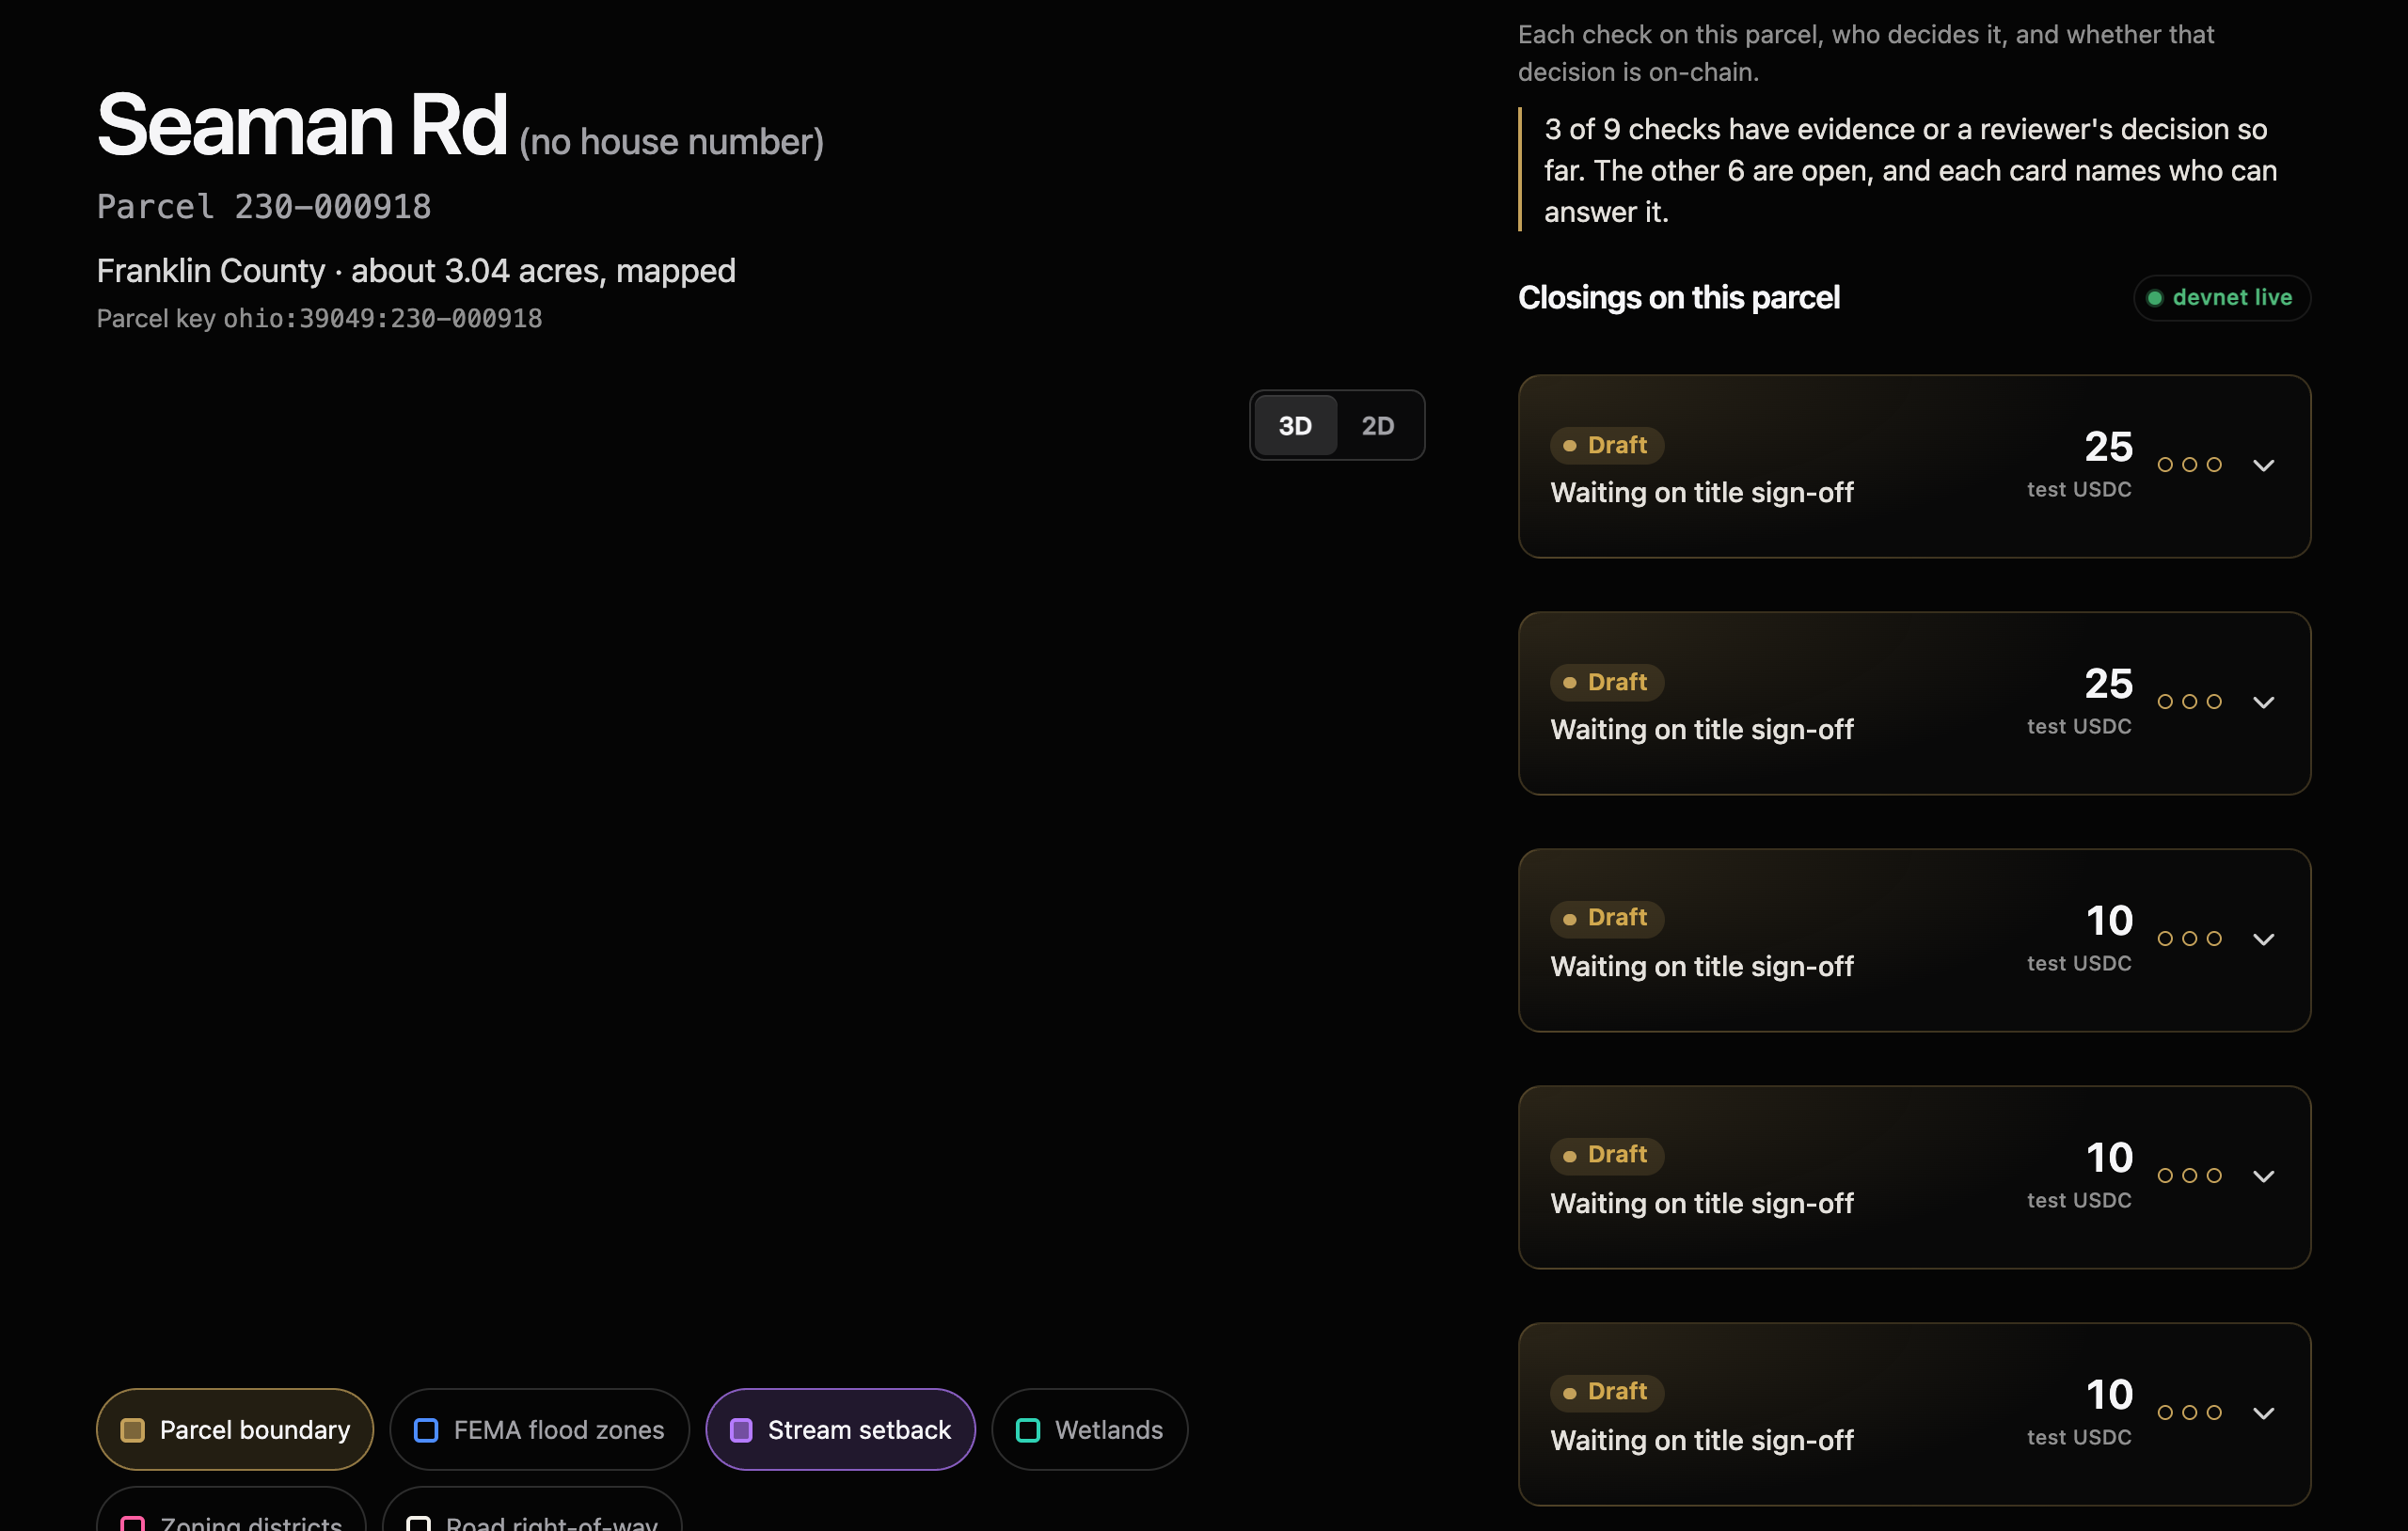 Seaman Rd (no house number)
Parcel 230-000918
Franklin County · about 3.04 acres, mapped
Parcel key ohio:39049:230-000918
3D 2D
Parcel boundary
FEMA flood zones
Stream setback
Wetlands
Zoning districts
Road right-of-way
Each check on this parcel, who decides it, and whether that
decision is on-chain.
3 of 9 checks have evidence or a reviewer's decision so
far. The other 6 are open, and each card names who can
answer it.
Closings on this parcel
devnet live
Draft
Waiting on title sign-off
25
test USDC
Draft
Waiting on title sign-off
25
test USDC
Draft
Waiting on title sign-off
10
test USDC
Draft
Waiting on title sign-off
10
test USDC
Draft
Waiting on title sign-off
10
test USDC